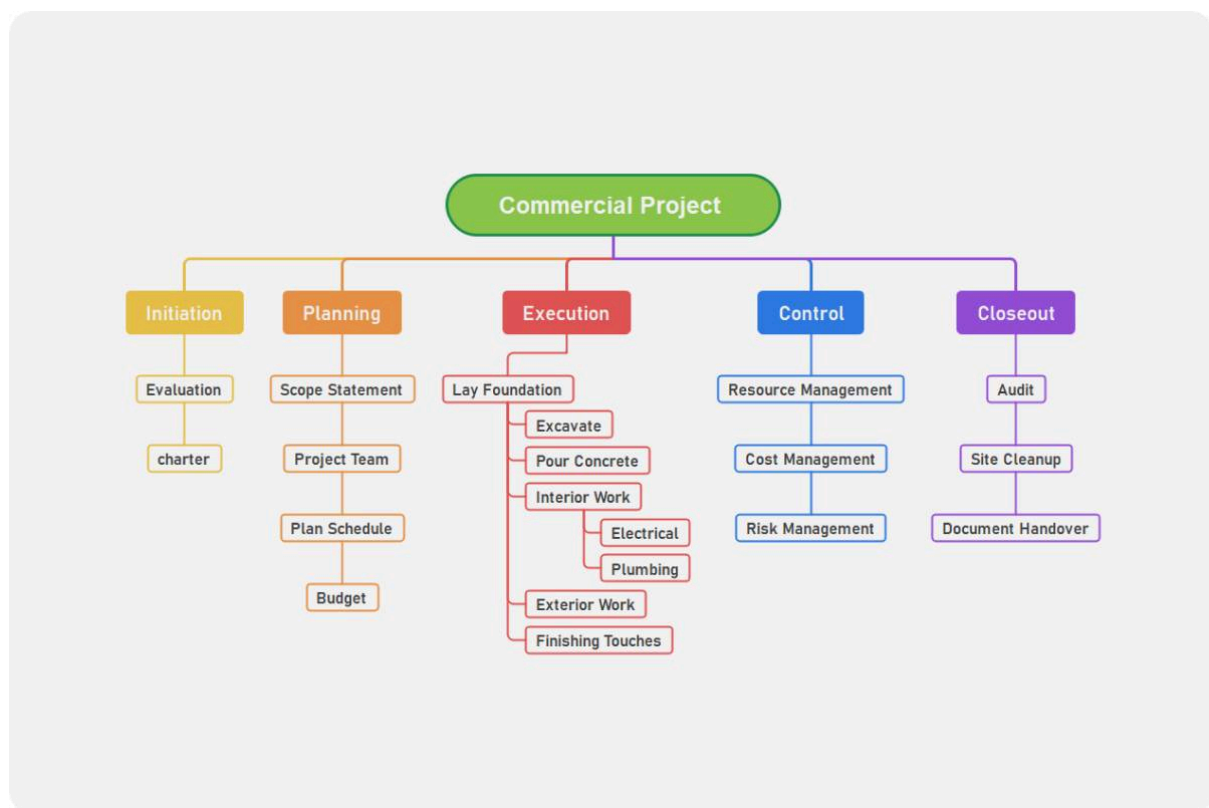 Commercial Project
Initiation
Planning
Execution
Control
Closeout
Evaluation
charter
Scope Statement
Project Team
Plan Schedule
Budget
Lay Foundation
Excavate
Pour Concrete
Interior Work
Electrical
Plumbing
Exterior Work
Finishing Touches
Resource Management
Cost Management
Risk Management
Audit
Site Cleanup
Document Handover